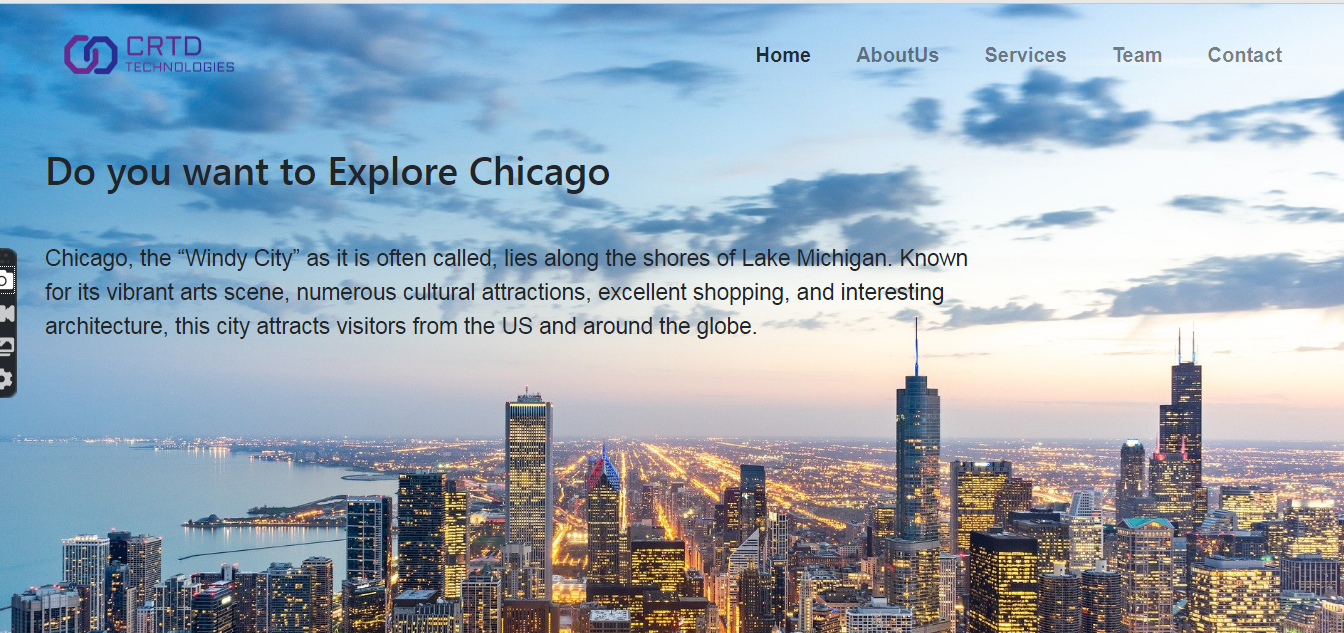 CRTD
TECHNOLOGIES
Home AboutUs Services Team Contact
Do you want to Explore Chicago
Chicago, the “Windy City” as it is often called, lies along the shores of Lake Michigan. Known
for its vibrant arts scene, numerous cultural attractions, excellent shopping, and interesting
architecture, this city attracts visitors from the US and around the globe.